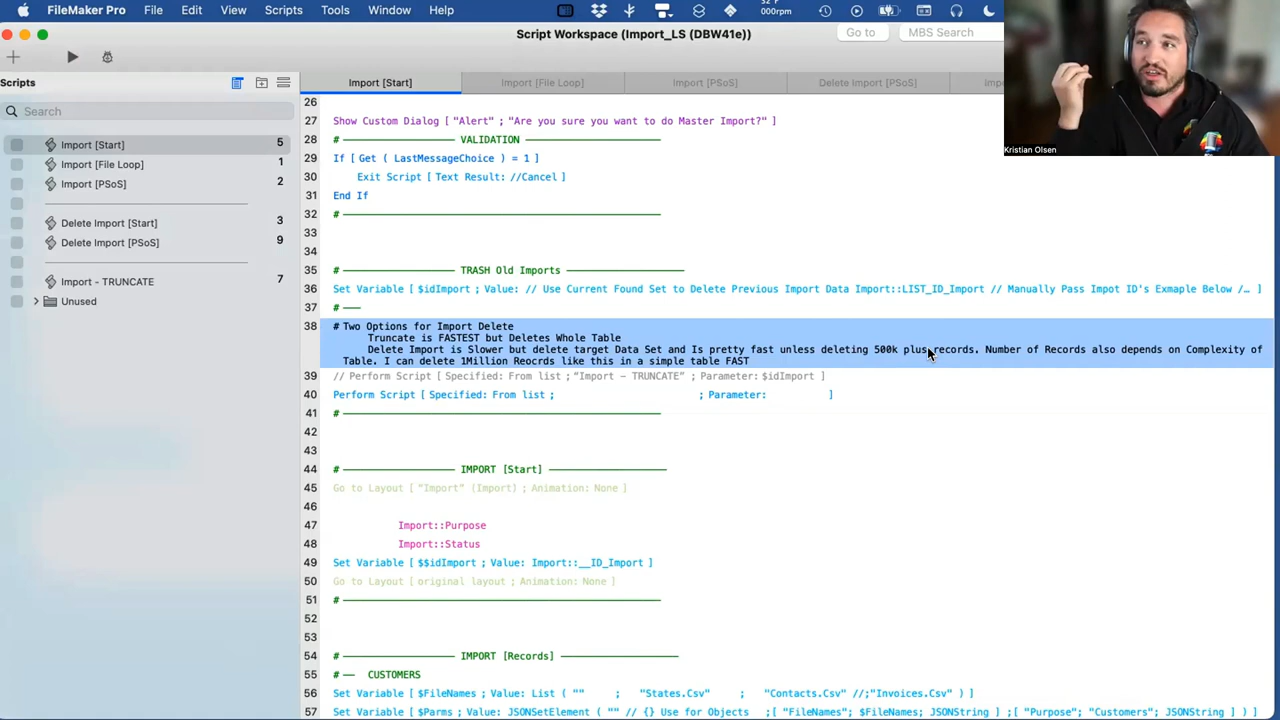 FileMaker Pro File Edit View Scripts Tools Window Help
000rpm
Script Workspace (Import_LS (DBW41e))
Go to
MBS Search
Scripts
Import [Start]
Import [File Loop]
Import [PSoS]
Delete Import [Start]
Search
Import [Start] 5
Import [File Loop] 1
Import [PSoS] 2
Delete Import [Start] 3
Delete Import [PSoS] 9
Import - TRUNCATE 7
Unused
Kristian Olsen
26
27 Show Custom Dialog [ "Alert" ; "Are you sure you want to do Master Import?" ]
28 # VALIDATION
29 If [ Get ( LastMessageChoice ) = 1 ]
30 Exit Script [ Text Result: //Cancel ]
31 End If
32 #
33
34
35 # TRASH Old Imports
36 Set Variable [ $idImport ; Value: // Use Current Found Set to Delete Previous Import Data Import::LIST_ID_Import // Manually Pass Impot ID's Exmaple Below /… ]
37 #
38 # Two Options for Import Delete
Truncate is FASTEST but Deletes Whole Table
Delete Import is Slower but delete target Data Set and Is pretty fast unless deleting 500k plus records. Number of Records also depends on Complexity of
Table. I can delete 1Million Reocrds like this in a simple table FAST
39 // Perform Script [ Specified: From list ; "Import - TRUNCATE" ; Parameter: $idImport ]
40 Perform Script [ Specified: From list ; ; Parameter: ]
41 #
42
43
44 # IMPORT [Start]
45 Go to Layout [ "Import" (Import) ; Animation: None ]
46
47 Import::Purpose
48 Import::Status
49 Set Variable [ $$idImport ; Value: Import::__ID_Import ]
50 Go to Layout [ original layout ; Animation: None ]
51 #
52
53
54 # IMPORT [Records]
55 # CUSTOMERS
56 Set Variable [ $FileNames ; Value: List ( "" ; "States.Csv" ; "Contacts.Csv" //;"Invoices.Csv" ) ]
57 Set Variable [ $Parms ; Value: JSONSetElement ( "" // {} Use for Objects ;[ "FileNames"; $FileNames; JSONString ] ;[ "Purpose"; "Customers"; JSONString ] ) ]